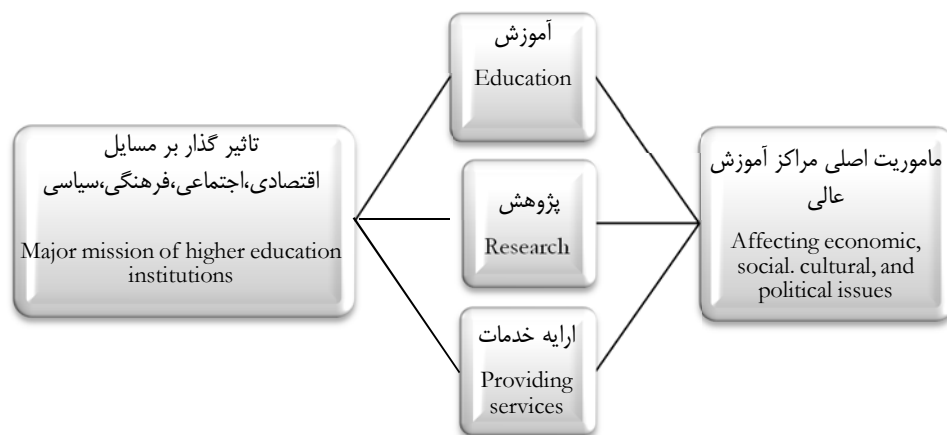 آموزش
Education
تاثیر گذار بر مسایل
اقتصادی،اجتماعی،فرهنگی،سیاسی
Major mission of higher education
institutions
پژوهش
Research
ماموریت اصلی مراکز آموزش
عالی
Affecting economic,
social. cultural, and
political issues
ارایه خدمات
Providing
services